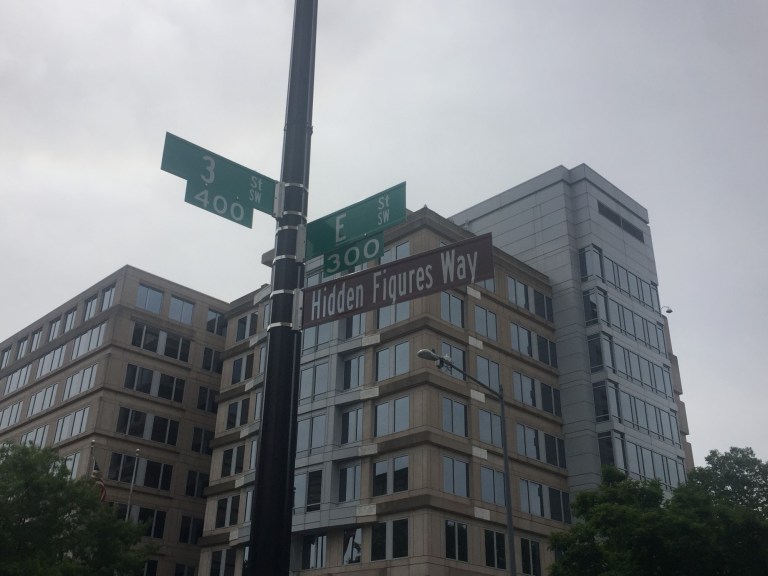 3 St
SW
400
E St
SW
300
Hidden Figures Way